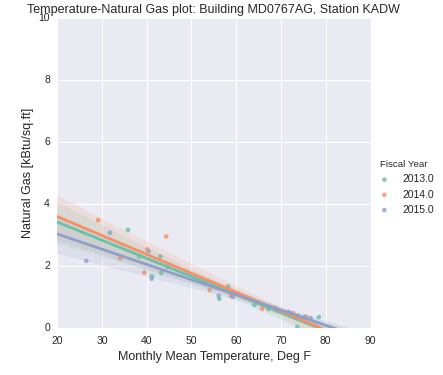 Temperature-Natural Gas plot: Building MD0767AG, Station KADW
10
8
6
4
2
0
Natural Gas [kBtu/sq.ft]
20 30 40 50 60 70 80 90
Monthly Mean Temperature, Deg F
Fiscal Year
2013.0
2014.0
2015.0